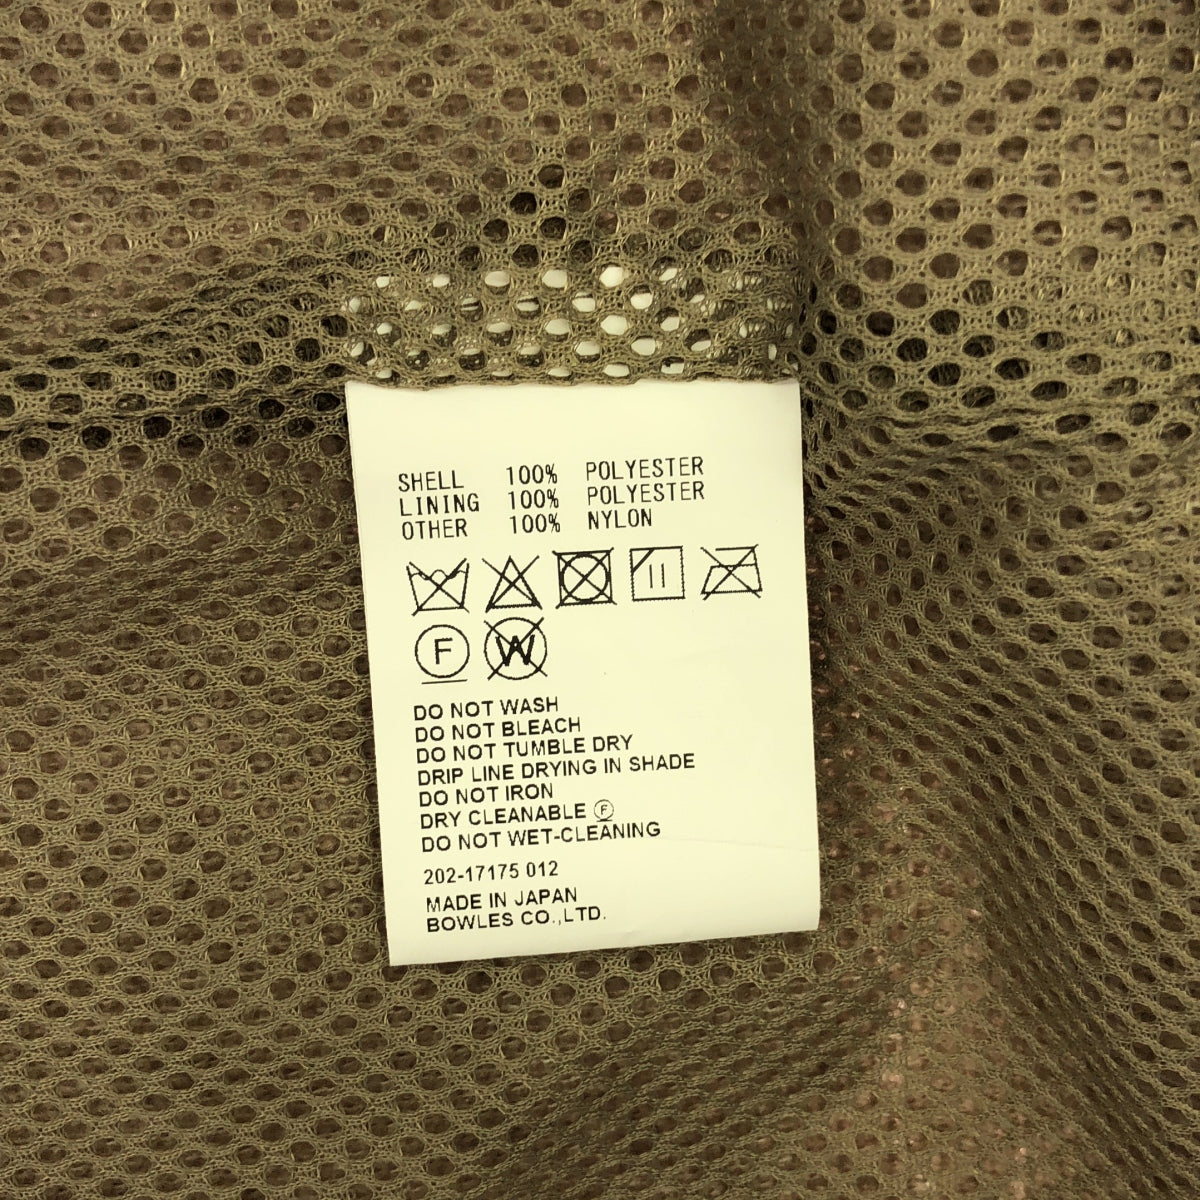 SHELL 100% POLYESTER
LINING 100% POLYESTER
OTHER 100% NYLON
F W
DO NOT WASH
DO NOT BLEACH
DO NOT TUMBLE DRY
DRIP LINE DRYING IN SHADE
DO NOT IRON
DRY CLEANABLE Ⓕ
DO NOT WET-CLEANING
202-17175 012
MADE IN JAPAN
BOWLES CO.,LTD.